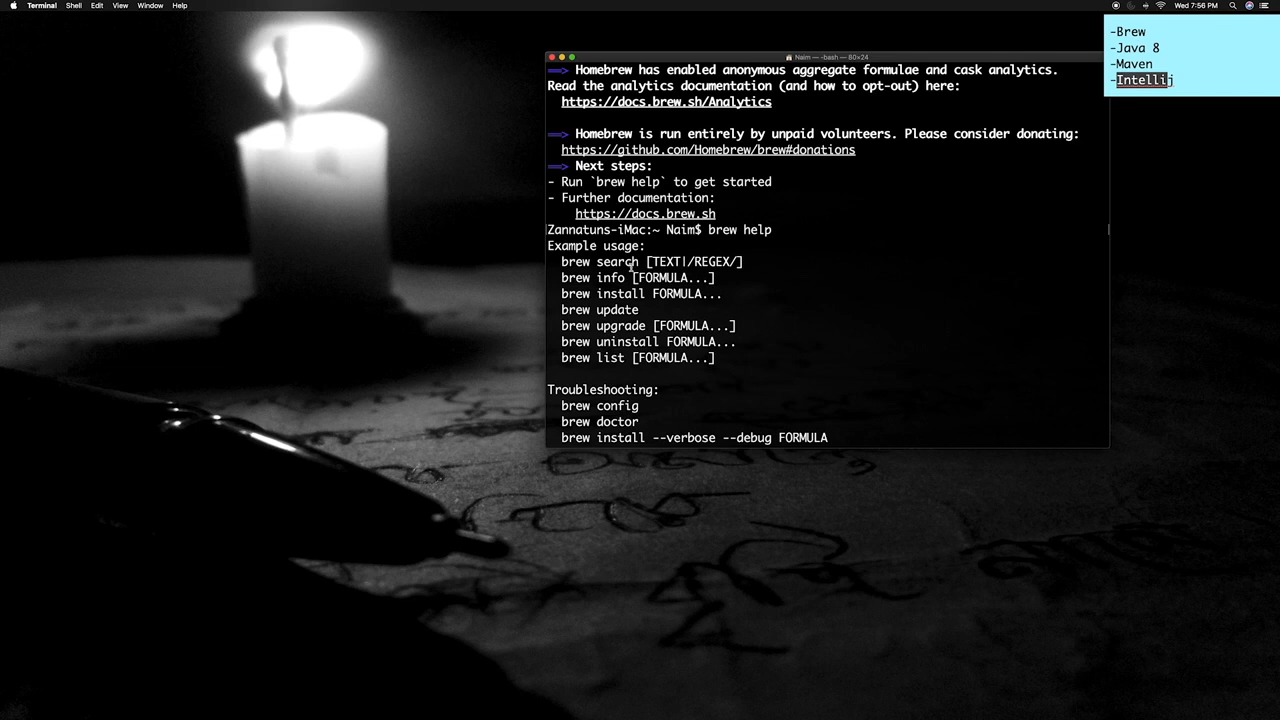 Terminal Shell Edit View Window Help
Wed 7:56 PM
-Brew
-Java 8
-Maven
-Intellij
Naim — -bash — 80×24
==> Homebrew has enabled anonymous aggregate formulae and cask analytics.
Read the analytics documentation (and how to opt-out) here:
https://docs.brew.sh/Analytics
==> Homebrew is run entirely by unpaid volunteers. Please consider donating:
https://github.com/Homebrew/brew#donations
==> Next steps:
- Run `brew help` to get started
- Further documentation:
https://docs.brew.sh
Zannatuns-iMac:~ Naim$ brew help
Example usage:
brew search [TEXT|/REGEX/]
brew info [FORMULA...]
brew install FORMULA...
brew update
brew upgrade [FORMULA...]
brew uninstall FORMULA...
brew list [FORMULA...]
Troubleshooting:
brew config
brew doctor
brew install --verbose --debug FORMULA